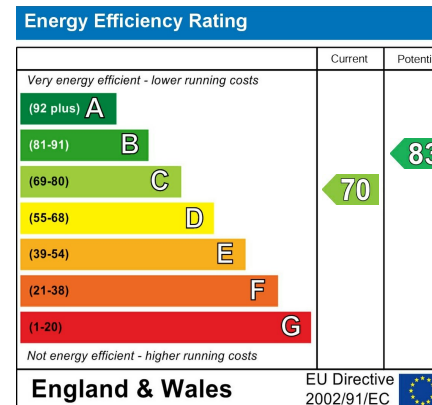 Energy Efficiency Rating
Current Potenti
Very energy efficient - lower running costs
(92 plus) A
(81-91) B
83
(69-80) C
70
(55-68) D
(39-54) E
(21-38) F
(1-20) G
Not energy efficient - higher running costs
England & Wales
EU Directive
2002/91/EC